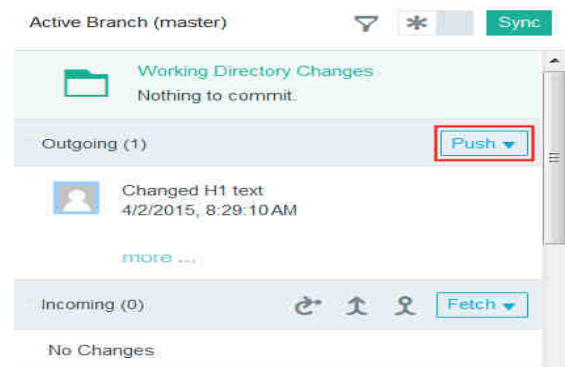 Active Branch (master) Sync
Working Directory Changes
Nothing to commit.
Outgoing (1) Push
Changed H1 text
4/2/2015, 8:29:10 AM
more ...
Incoming (0) Fetch
No Changes